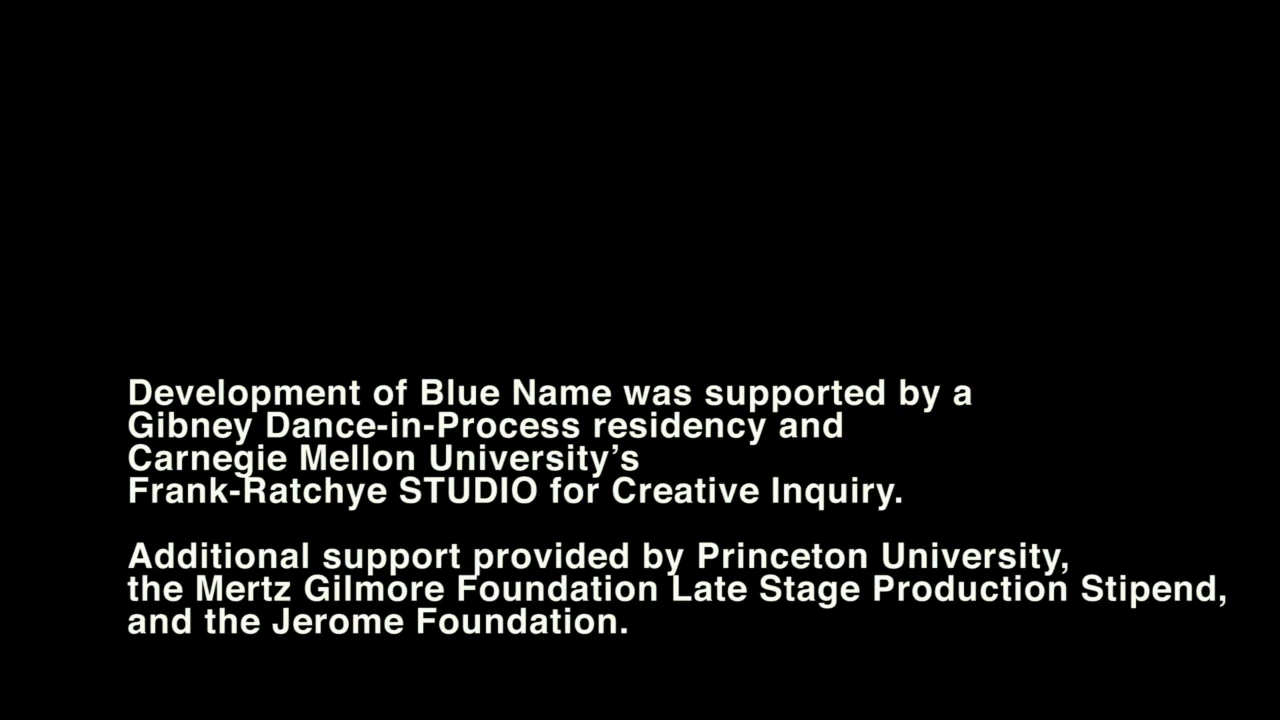 Development of Blue Name was supported by a
Gibney Dance-in-Process residency and
Carnegie Mellon University’s
Frank-Ratchye STUDIO for Creative Inquiry.
Additional support provided by Princeton University,
the Mertz Gilmore Foundation Late Stage Production Stipend,
and the Jerome Foundation.